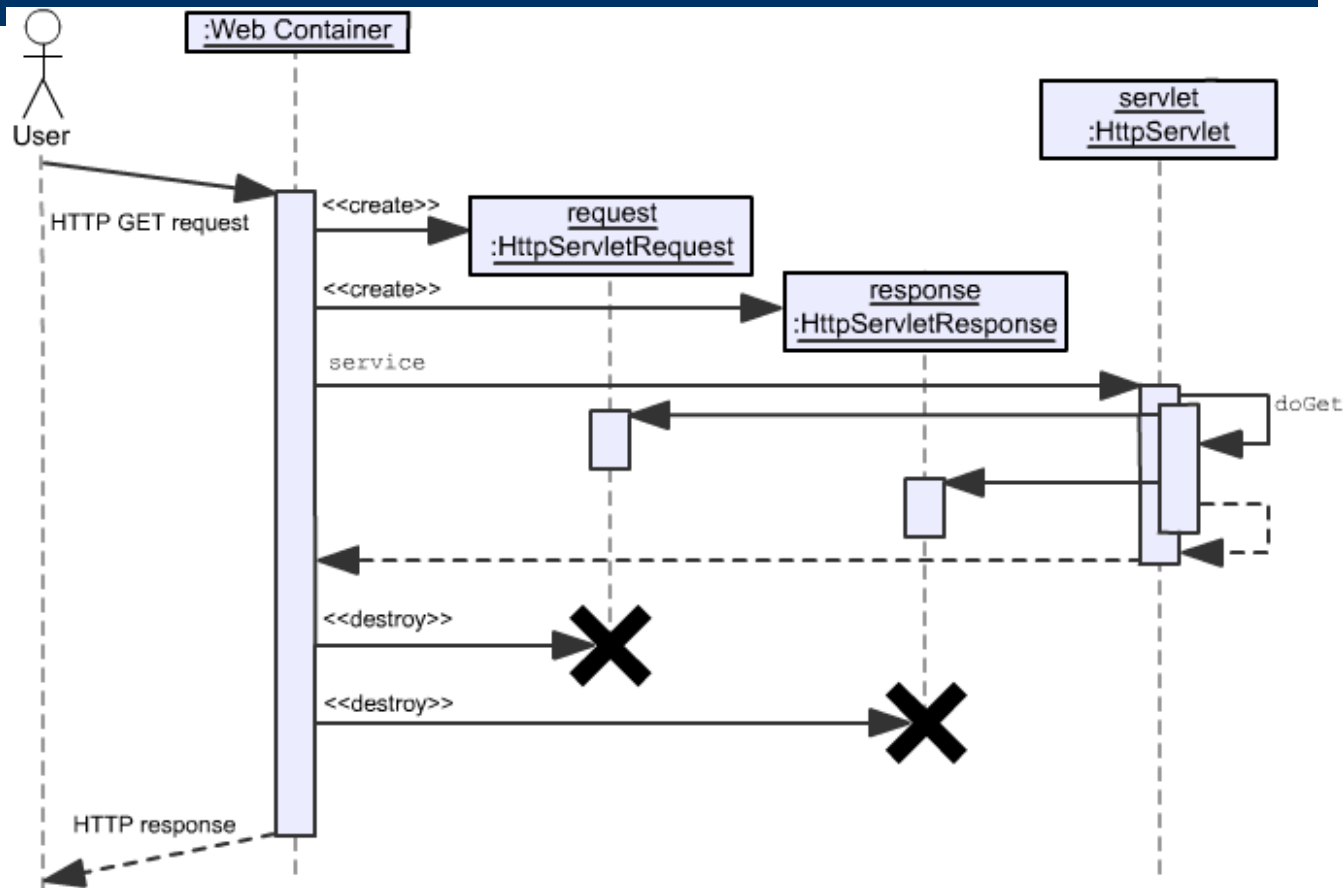 :Web Container
servlet
:HttpServlet
User
HTTP GET request
<<create>>
request
:HttpServletRequest
<<create>>
response
:HttpServletResponse
service
doGet
<<destroy>>
<<destroy>>
HTTP response